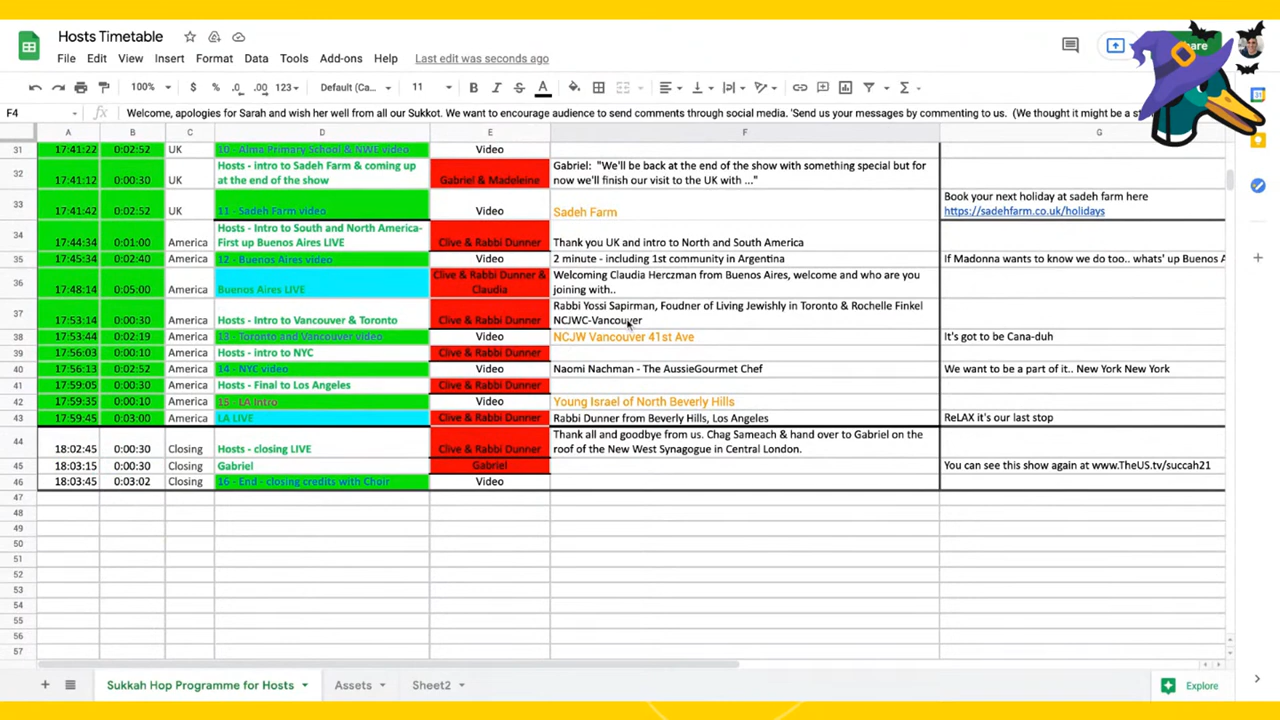 Hosts Timetable
File Edit View Insert Format Data Tools Add-ons Help Last edit was seconds ago
100% $ % .0 .00 123 Default (Ca... 11 B I A
F4 fx Welcome, apologies for Sarah and wish her well from all our Sukkot. We want to encourage audience to send comments through social media. 'Send us your messages by commenting to us. (We thought it might be a
A B C D E F G
31 17:41:22 0:02:52 UK 10 - Alma Primary School & NWE video Video
32 17:41:12 0:00:30 UK Hosts - intro to Sadeh Farm & coming up
at the end of the show Gabriel & Madeleine Gabriel: "We'll be back at the end of the show with something special but for
now we'll finish our visit to the UK with ..."
33 17:41:42 0:02:52 UK 11 - Sadeh Farm video Video Sadeh Farm Book your next holiday at sadeh farm here
https://sadehfarm.co.uk/holidays
34 17:44:34 0:01:00 America Hosts - Intro to South and North America-
First up Buenos Aires LIVE Clive & Rabbi Dunner Thank you UK and intro to North and South America
35 17:45:34 0:02:40 America 12 - Buenos Aires video Video 2 minute - including 1st community in Argentina If Madonna wants to know we do too.. whats' up Buenos A
36 17:48:14 0:05:00 America Buenos Aires LIVE Clive & Rabbi Dunner &
Claudia Welcoming Claudia Herczman from Buenos Aires, welcome and who are you
joining with..
37 17:53:14 0:00:30 America Hosts - Intro to Vancouver & Toronto Clive & Rabbi Dunner Rabbi Yossi Sapirman, Foudner of Living Jewishly in Toronto & Rochelle Finkel
NCJWC-Vancouver
38 17:53:44 0:02:19 America 13 - Toronto and Vancouver video Video NCJW Vancouver 41st Ave It's got to be Cana-duh
39 17:56:03 0:00:10 America Hosts - intro to NYC Clive & Rabbi Dunner
40 17:56:13 0:02:52 America 14 - NYC video Video Naomi Nachman - The AussieGourmet Chef We want to be a part of it.. New York New York
41 17:59:05 0:00:30 America Hosts - Final to Los Angeles Clive & Rabbi Dunner
42 17:59:35 0:00:10 America 15 - LA Intro Video Young Israel of North Beverly Hills
43 17:59:45 0:03:00 America LA LIVE Clive & Rabbi Dunner Rabbi Dunner from Beverly Hills, Los Angeles ReLAX it's our last stop
44 18:02:45 0:00:30 Closing Hosts - closing LIVE Clive & Rabbi Dunner Thank all and goodbye from us. Chag Sameach & hand over to Gabriel on the
roof of the New West Synagogue in Central London.
45 18:03:15 0:00:30 Closing Gabriel Gabriel You can see this show again at www.TheUS.tv/succah21
46 18:03:45 0:03:02 Closing 16 - End - closing credits with Choir Video
47
48
49
50
51
52
53
54
55
56
57
Sukkah Hop Programme for Hosts Assets Sheet2 Explore